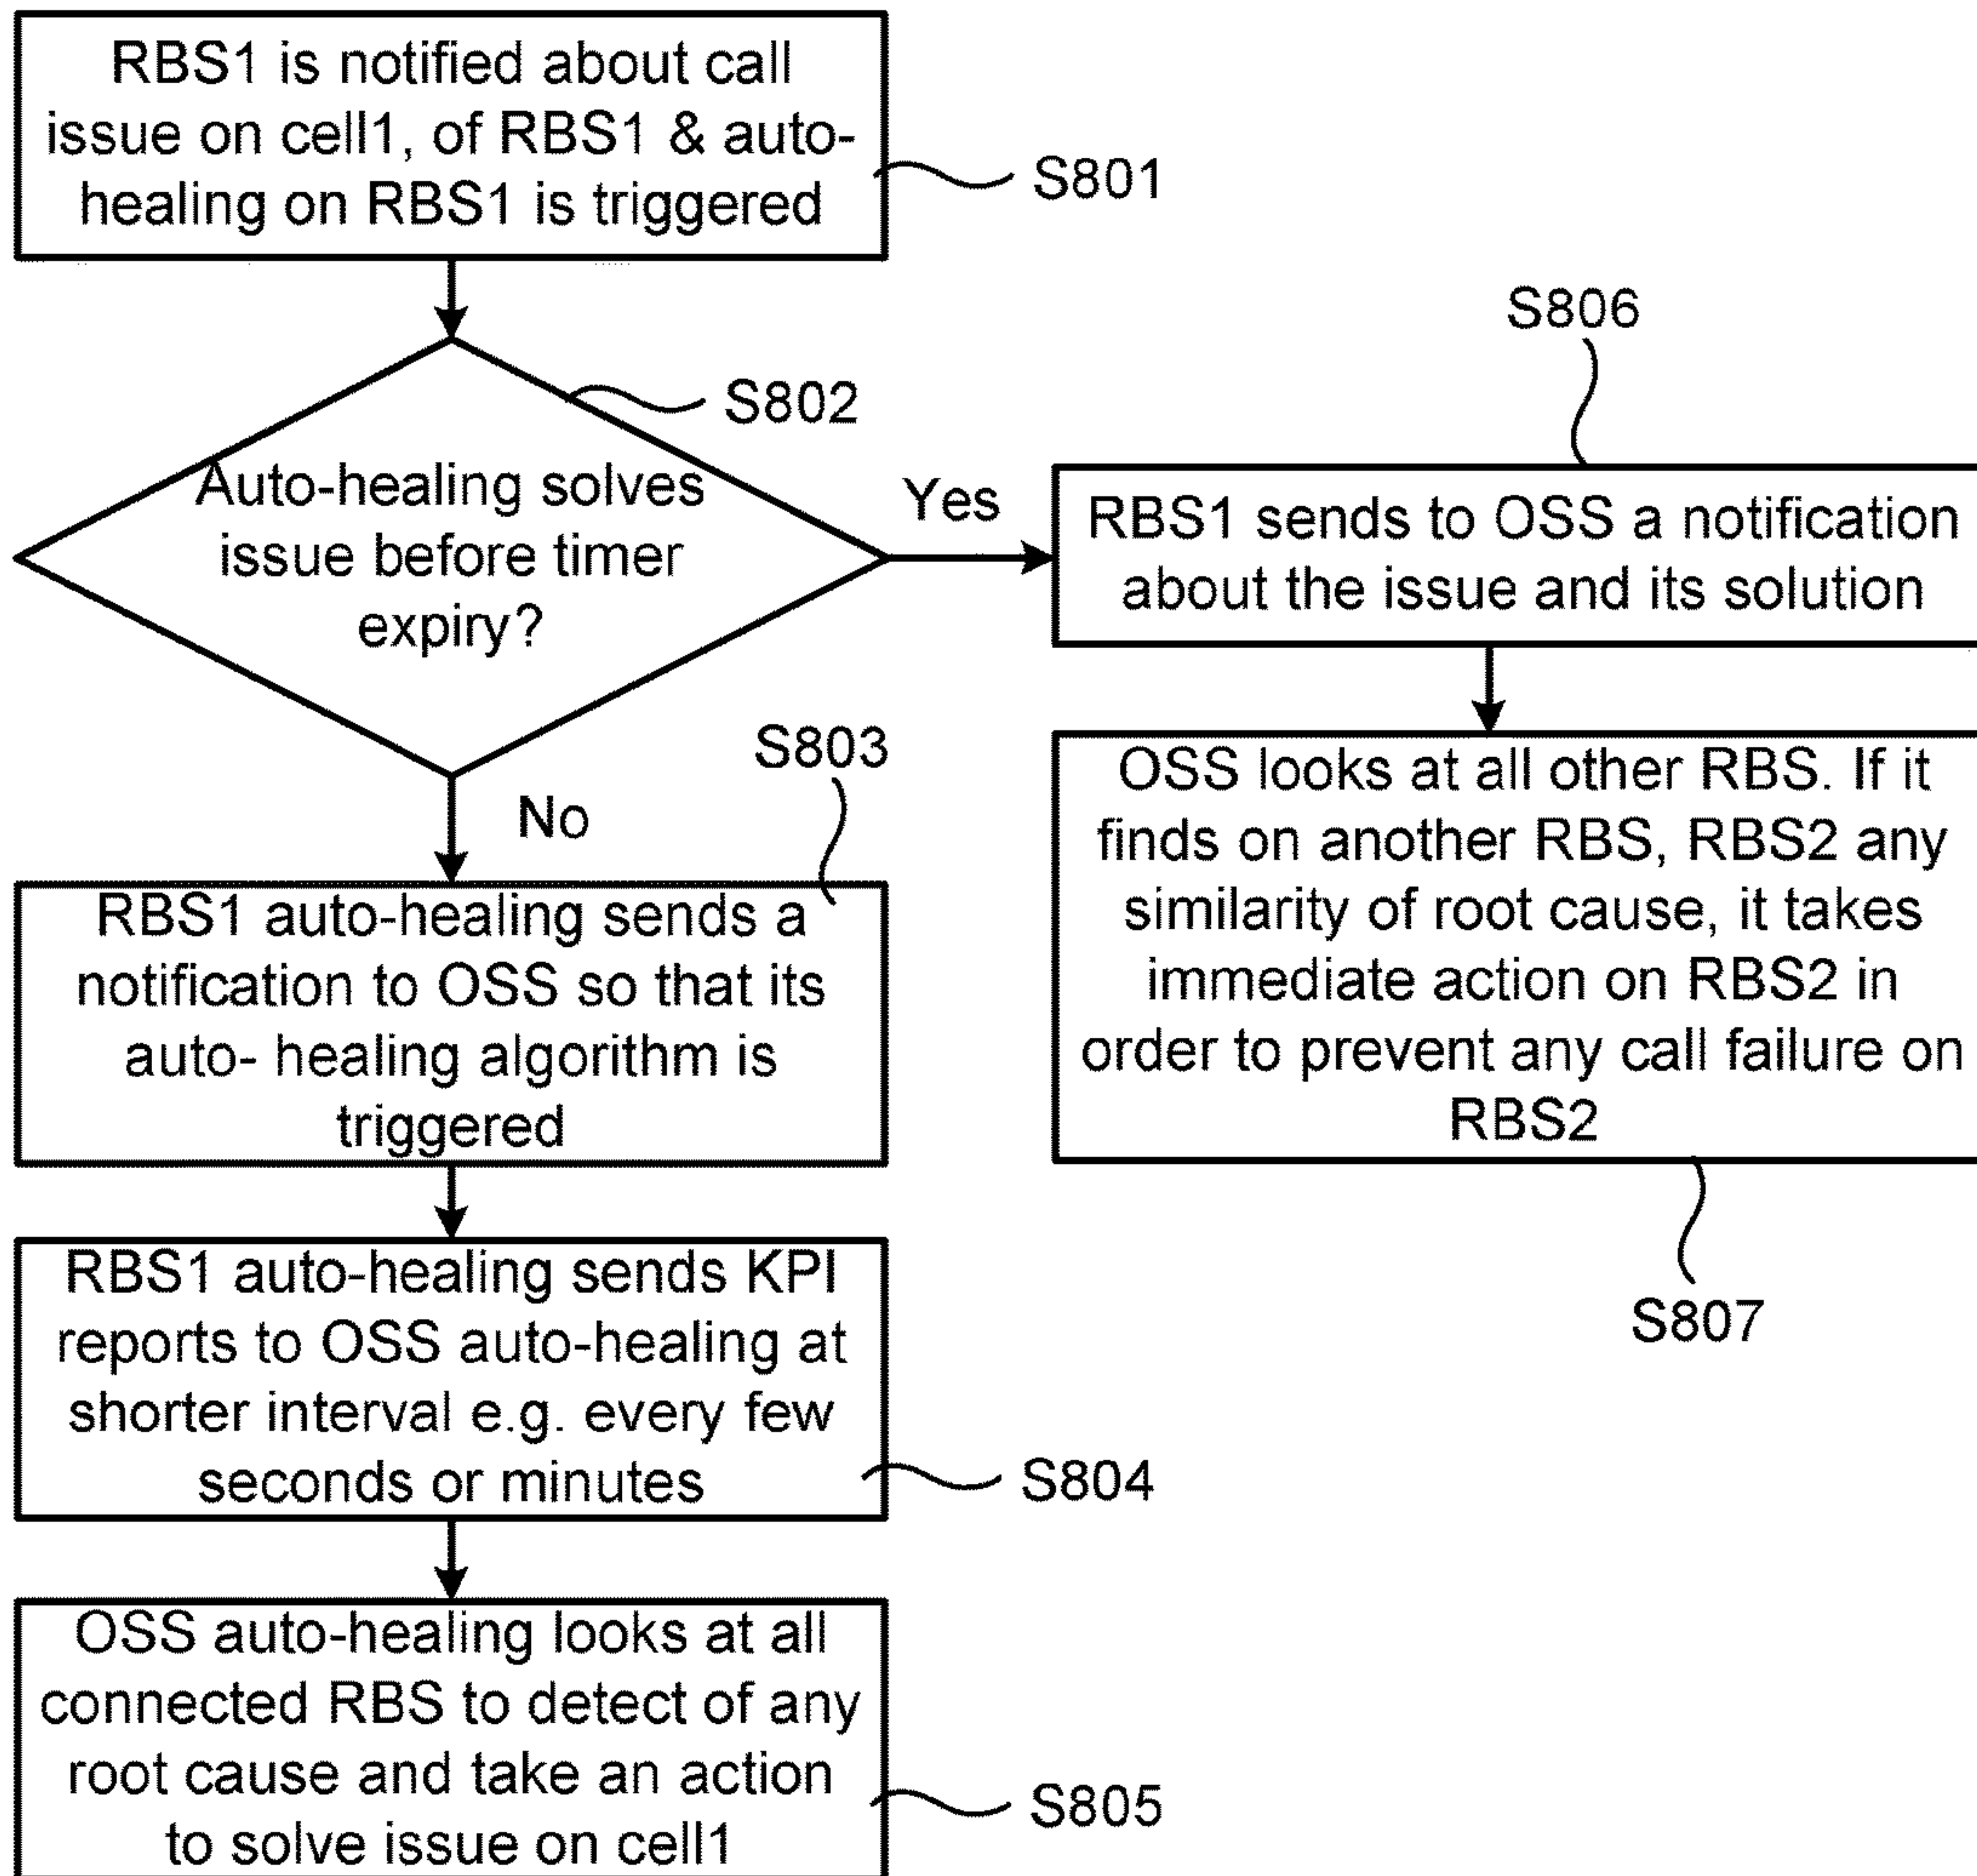 RBS1 is notified about call
issue on cell1, of RBS1 & auto-
healing on RBS1 is triggered
S801
S802
Auto-healing solves
issue before timer
expiry?
Yes
No
S803
RBS1 auto-healing sends a
notification to OSS so that its
auto- healing algorithm is
triggered
RBS1 auto-healing sends KPI
reports to OSS auto-healing at
shorter interval e.g. every few
seconds or minutes
S804
OSS auto-healing looks at all
connected RBS to detect of any
root cause and take an action
to solve issue on cell1
S805
S806
RBS1 sends to OSS a notification
about the issue and its solution
OSS looks at all other RBS. If it
finds on another RBS, RBS2 any
similarity of root cause, it takes
immediate action on RBS2 in
order to prevent any call failure on
RBS2
S807